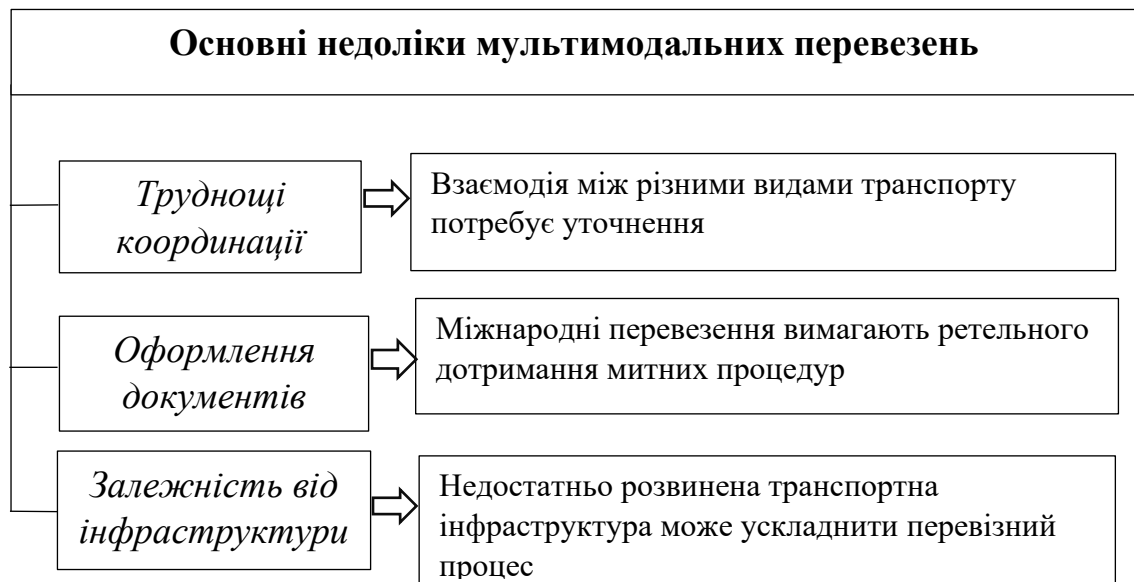 Основні недоліки мультимодальних перевезень
Труднощі
координації
Взаємодія між різними видами транспорту
потребує уточнення
Оформлення
документів
Міжнародні перевезення вимагають ретельного
дотримання митних процедур
Залежність від
інфраструктури
Недостатньо розвинена транспортна
інфраструктура може ускладнити перевізний
процес